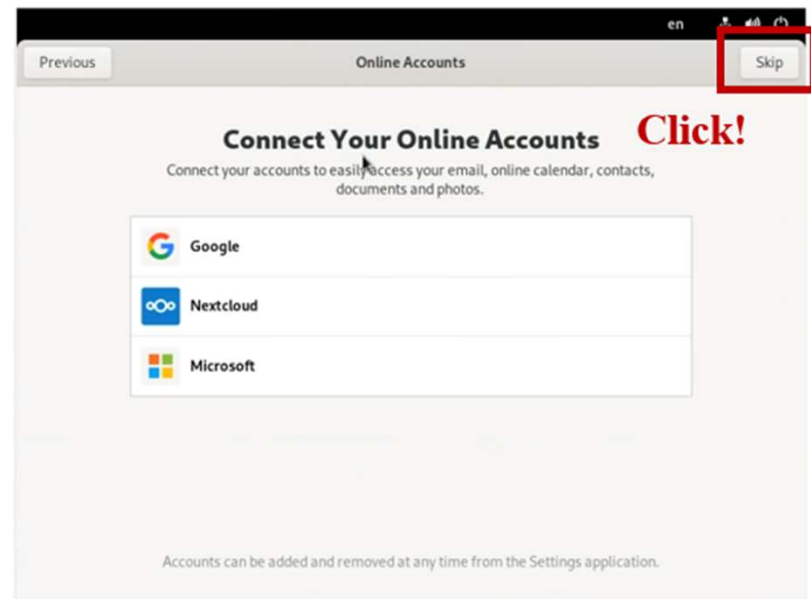 en
Previous
Online Accounts
Skip
Click!
Connect Your Online Accounts
Connect your accounts to easily access your email, online calendar, contacts,
documents and photos.
Google
Nextcloud
Microsoft
Accounts can be added and removed at any time from the Settings application.